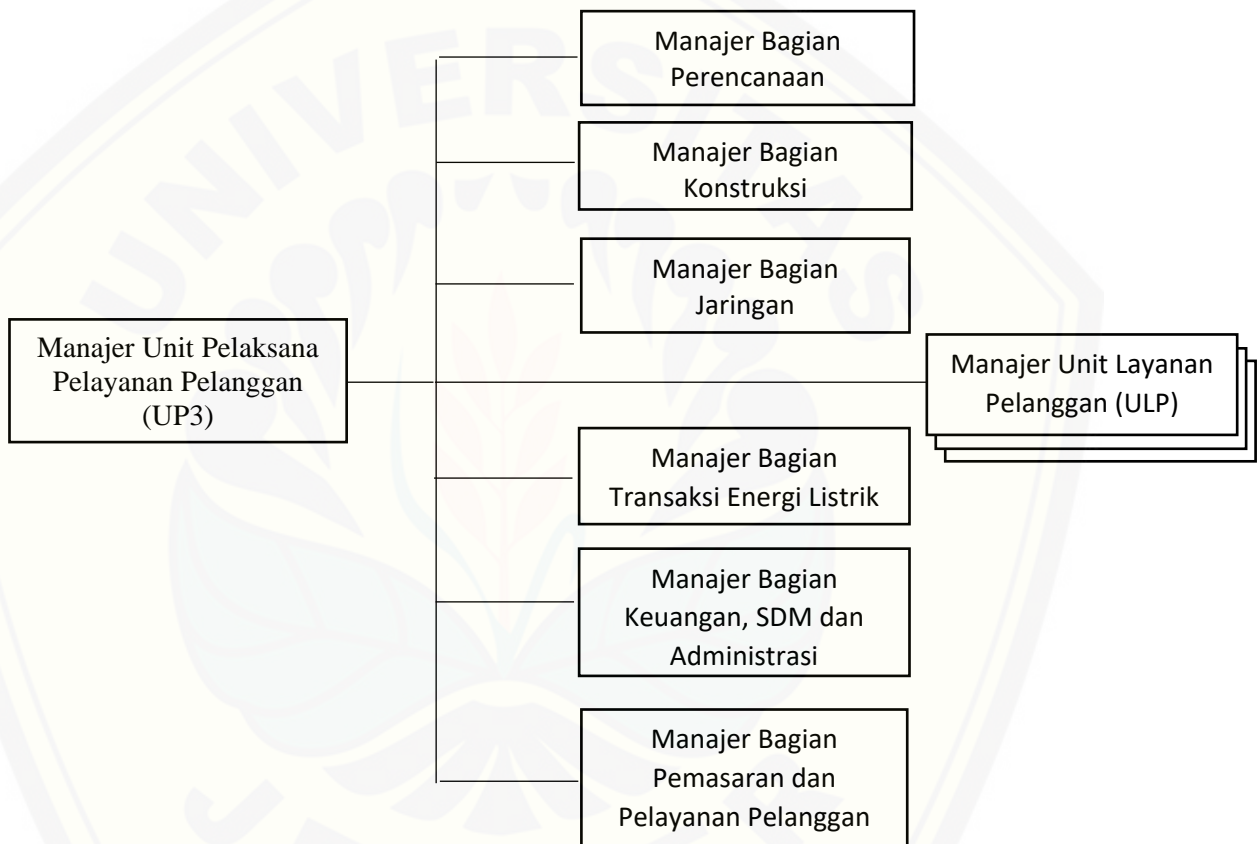 UNIVERSITAS
Manajer Bagian
Perencanaan
Manajer Bagian
Konstruksi
Manajer Bagian
Jaringan
Manajer Unit Pelaksana
Pelayanan Pelanggan
(UP3)
Manajer Unit Layanan
Pelanggan (ULP)
Manajer Bagian
Transaksi Energi Listrik
Manajer Bagian
Keuangan, SDM dan
Administrasi
Manajer Bagian
Pemasaran dan
Pelayanan Pelanggan